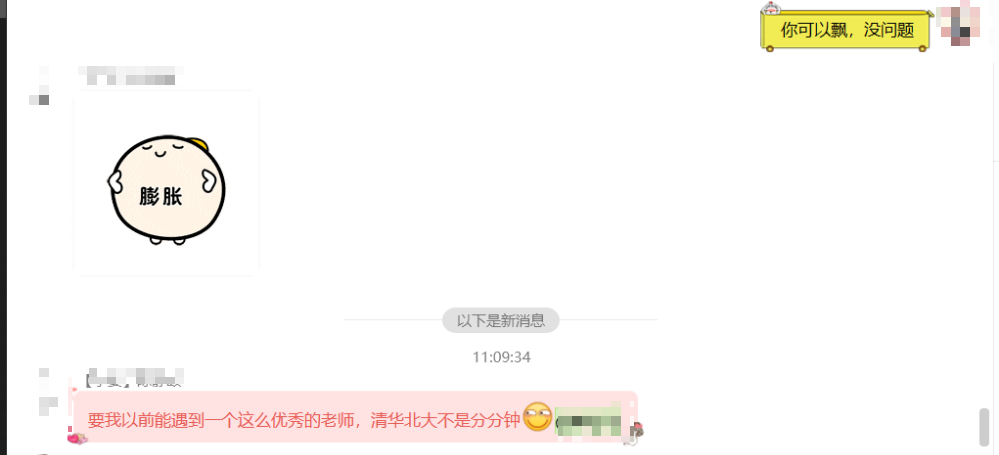 你可以飘，没问题
膨胀
以下是新消息
11:09:34
要我以前能遇到一个这么优秀的老师，清华北大不是分分钟